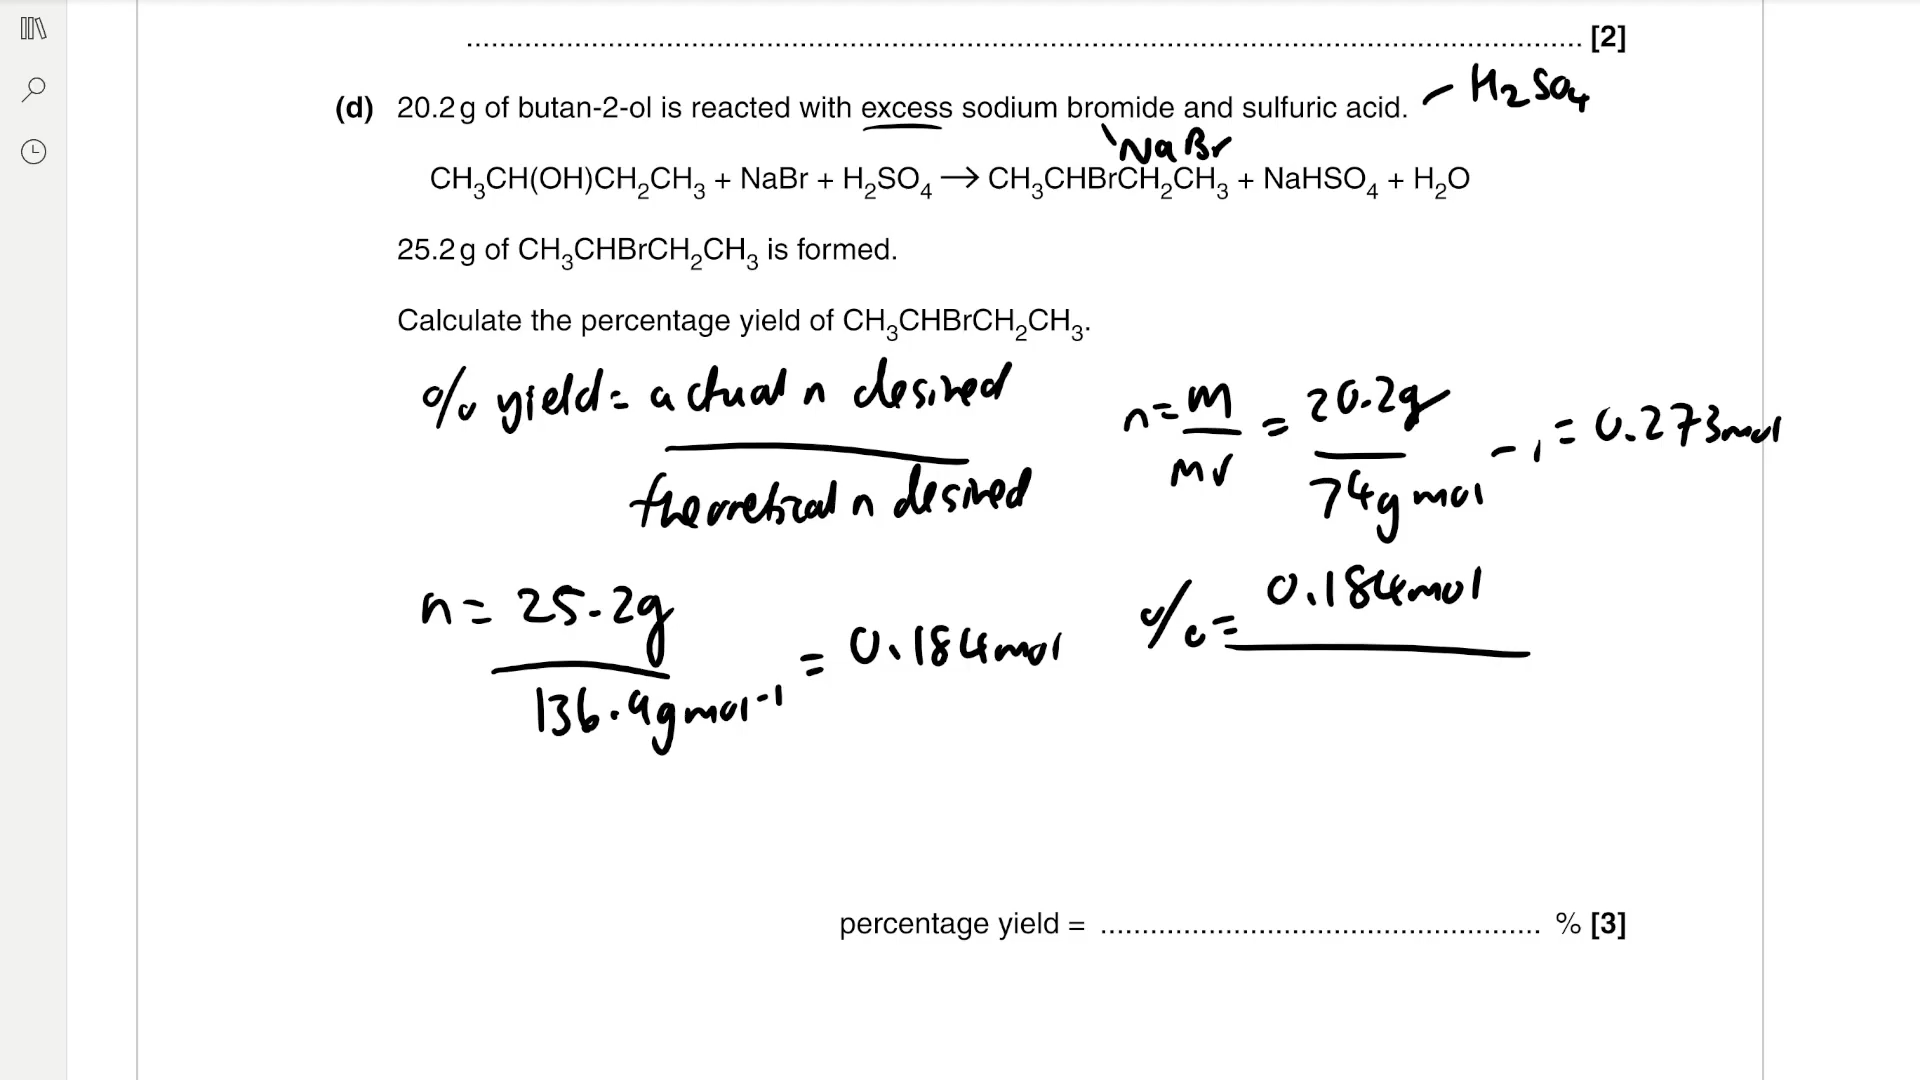 [2]
(d) 20.2 g of butan-2-ol is reacted with excess sodium bromide and sulfuric acid. – H₂SO₄
NaBr
CH₃CH(OH)CH₂CH₃ + NaBr + H₂SO₄ → CH₃CHBrCH₂CH₃ + NaHSO₄ + H₂O
25.2 g of CH₃CHBrCH₂CH₃ is formed.
Calculate the percentage yield of CH₃CHBrCH₂CH₃.
% yield = actual n desired
theoretical n desired
n = m = 20.2g = 0.273mol
Mr 74g mol -1
n = 25.2g = 0.184mol
136.9gmol-1
% = 0.184mol
percentage yield = ........................................ % [3]